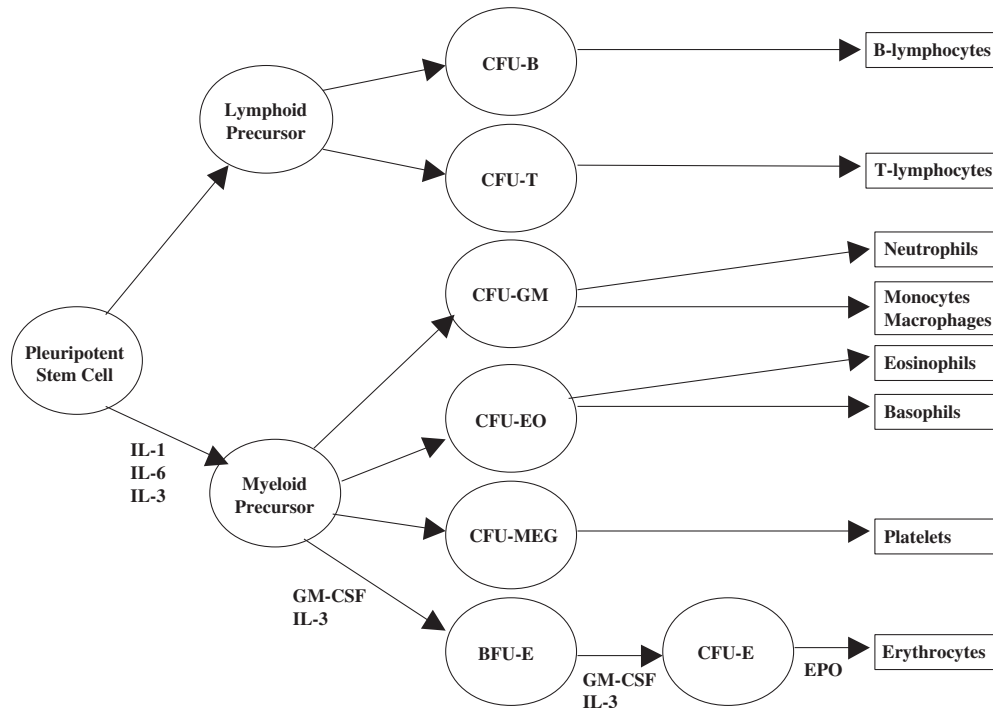 CFU-B
B-lymphocytes
Lymphoid
Precursor
CFU-T
T-lymphocytes
Neutrophils
CFU-GM
Monocytes
Macrophages
Pleuripotent
Stem Cell
Eosinophils
CFU-EO
Basophils
IL-1
IL-6
IL-3
Myeloid
Precursor
CFU-MEG
Platelets
GM-CSF
IL-3
BFU-E
GM-CSF
IL-3
CFU-E
EPO
Erythrocytes